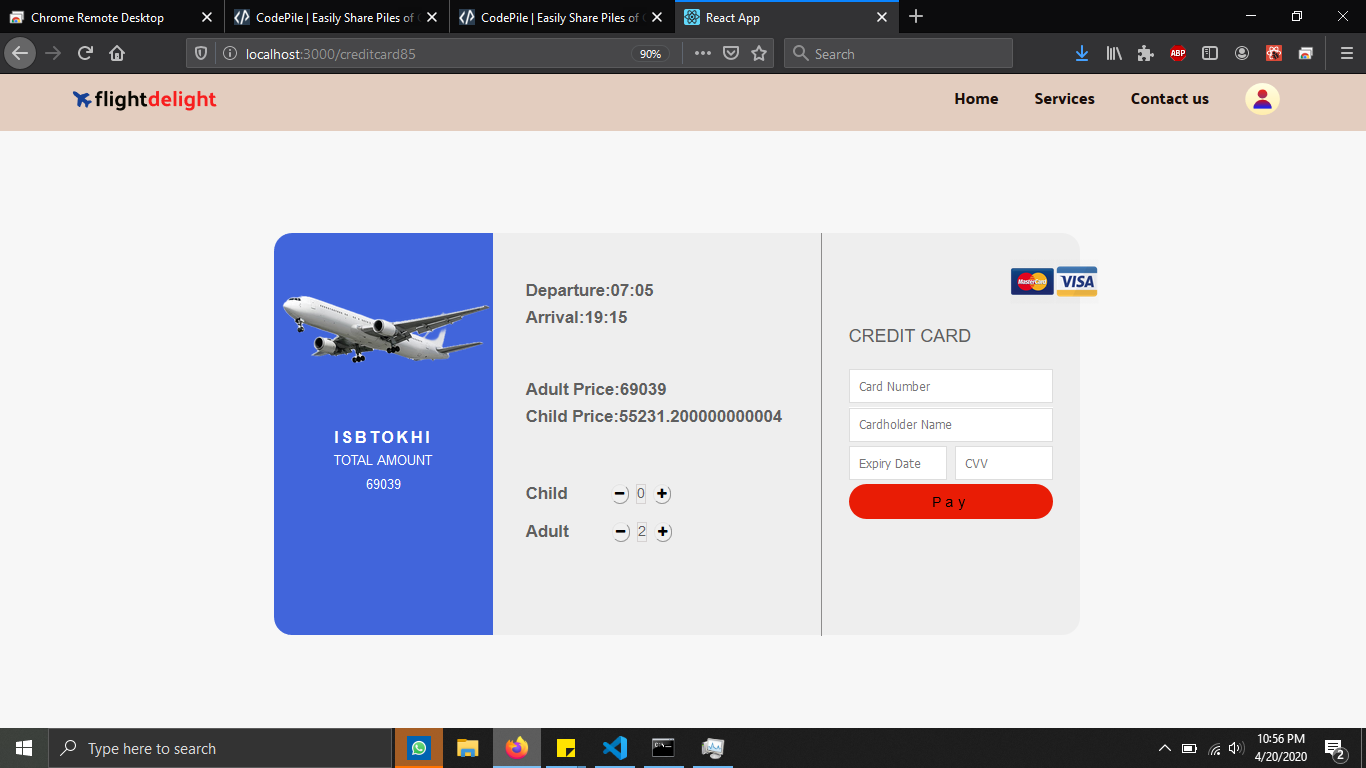 Chrome Remote Desktop
CodePile | Easily Share Piles of
CodePile | Easily Share Piles of
React App
localhost:3000/creditcard85
90%
Search
ABP
flightdelight
Home
Services
Contact us
Departure:07:05
Arrival:19:15
MasterCard
VISA
CREDIT CARD
Adult Price:69039
Child Price:55231.200000000004
Card Number
Cardholder Name
Expiry Date
CVV
Pay
ISBTOKHI
TOTAL AMOUNT
69039
Child
0
Adult
2
Type here to search
10:56 PM
4/20/2020
2